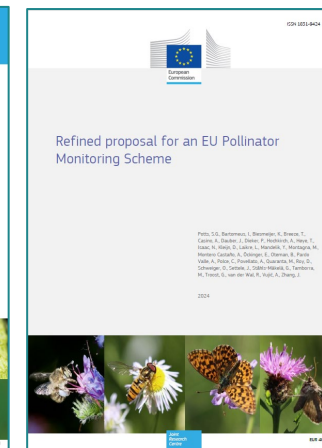 ISSN 1831-9424
European
Commission
Refined proposal for an EU Pollinator
Monitoring Scheme
Potts, S.G., Bartomeus, I., Biesmeijer, K., Breeze, T.,
Casino, A., Dauber, J., Dieker, P., Hochkirch, A., Høye, T.,
Isaac, N., Kleijn, D., Laikre, L., Mandelik, Y., Montagna, M.,
Montero Castaño, A., Öckinger, E., Oteman, B., Pardo
Valle, A., Polce, C., Povellato, A., Quaranta, M., Roy, D.,
Schweiger, O., Settele, J., Ståhls-Mäkelä, G., Tamborra,
M., Troost, G., van der Wal, R., Vujić, A., Zhang, J.
2024
Joint
Research
Centre